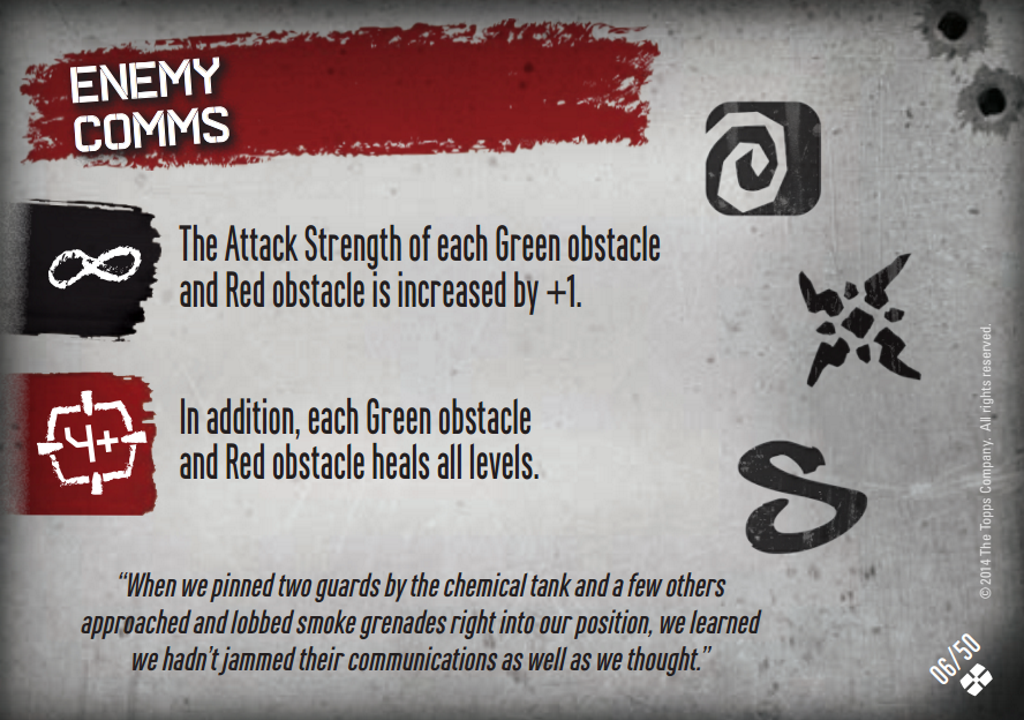 ENEMY
COMMS
The Attack Strength of each Green obstacle
and Red obstacle is increased by +1.
4+
In addition, each Green obstacle
and Red obstacle heals all levels.
“When we pinned two guards by the chemical tank and a few others
approached and lobbed smoke grenades right into our position, we learned
we hadn’t jammed their communications as well as we thought.”
S
© 2014 The Topps Company. All rights reserved.
06/50